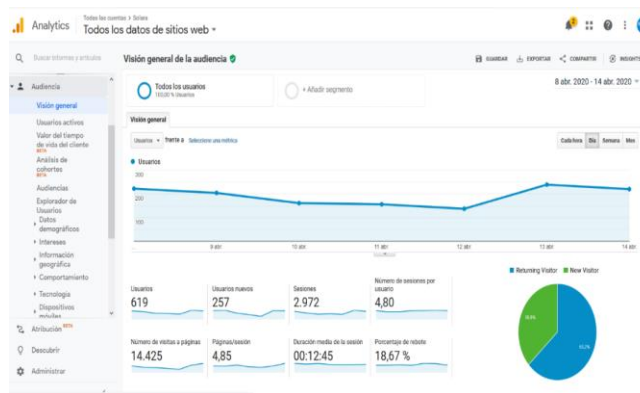 Analytics
Todas las cuentas >
Todos los datos de sitios web
Buscar informes y artículos
Visión general de la audiencia
GUARDAR
EXPORTAR
COMPARTIR
INSIGHTS
Audiencia
Visión general
Usuarios activos
Valor del tiempo
de vida del cliente
BETA
Análisis de
cohortes
BETA
Audiencias
Explorador de
Usuarios
Datos
demográficos
Intereses
Información
geográfica
Comportamiento
Tecnología
Dispositivos
móviles
Atribución BETA
Descubrir
Administrar
Todos los usuarios
100,00 % Usuarios
+ Añadir segmento
8 abr. 2020 - 14 abr. 2020
Visión general
Usuarios frente a Seleccione una métrica
Cada hora Día Semana Mes
Usuarios
300
200
100
... 9 abr. 10 abr. 11 abr. 12 abr. 13 abr. 14 abr.
Returning Visitor New Visitor
Usuarios
619
Usuarios nuevos
257
Sesiones
2.972
Número de sesiones por
usuario
4,80
Número de visitas a páginas
14.425
Páginas/sesión
4,85
Duración media de la sesión
00:12:45
Porcentaje de rebote
18,67 %